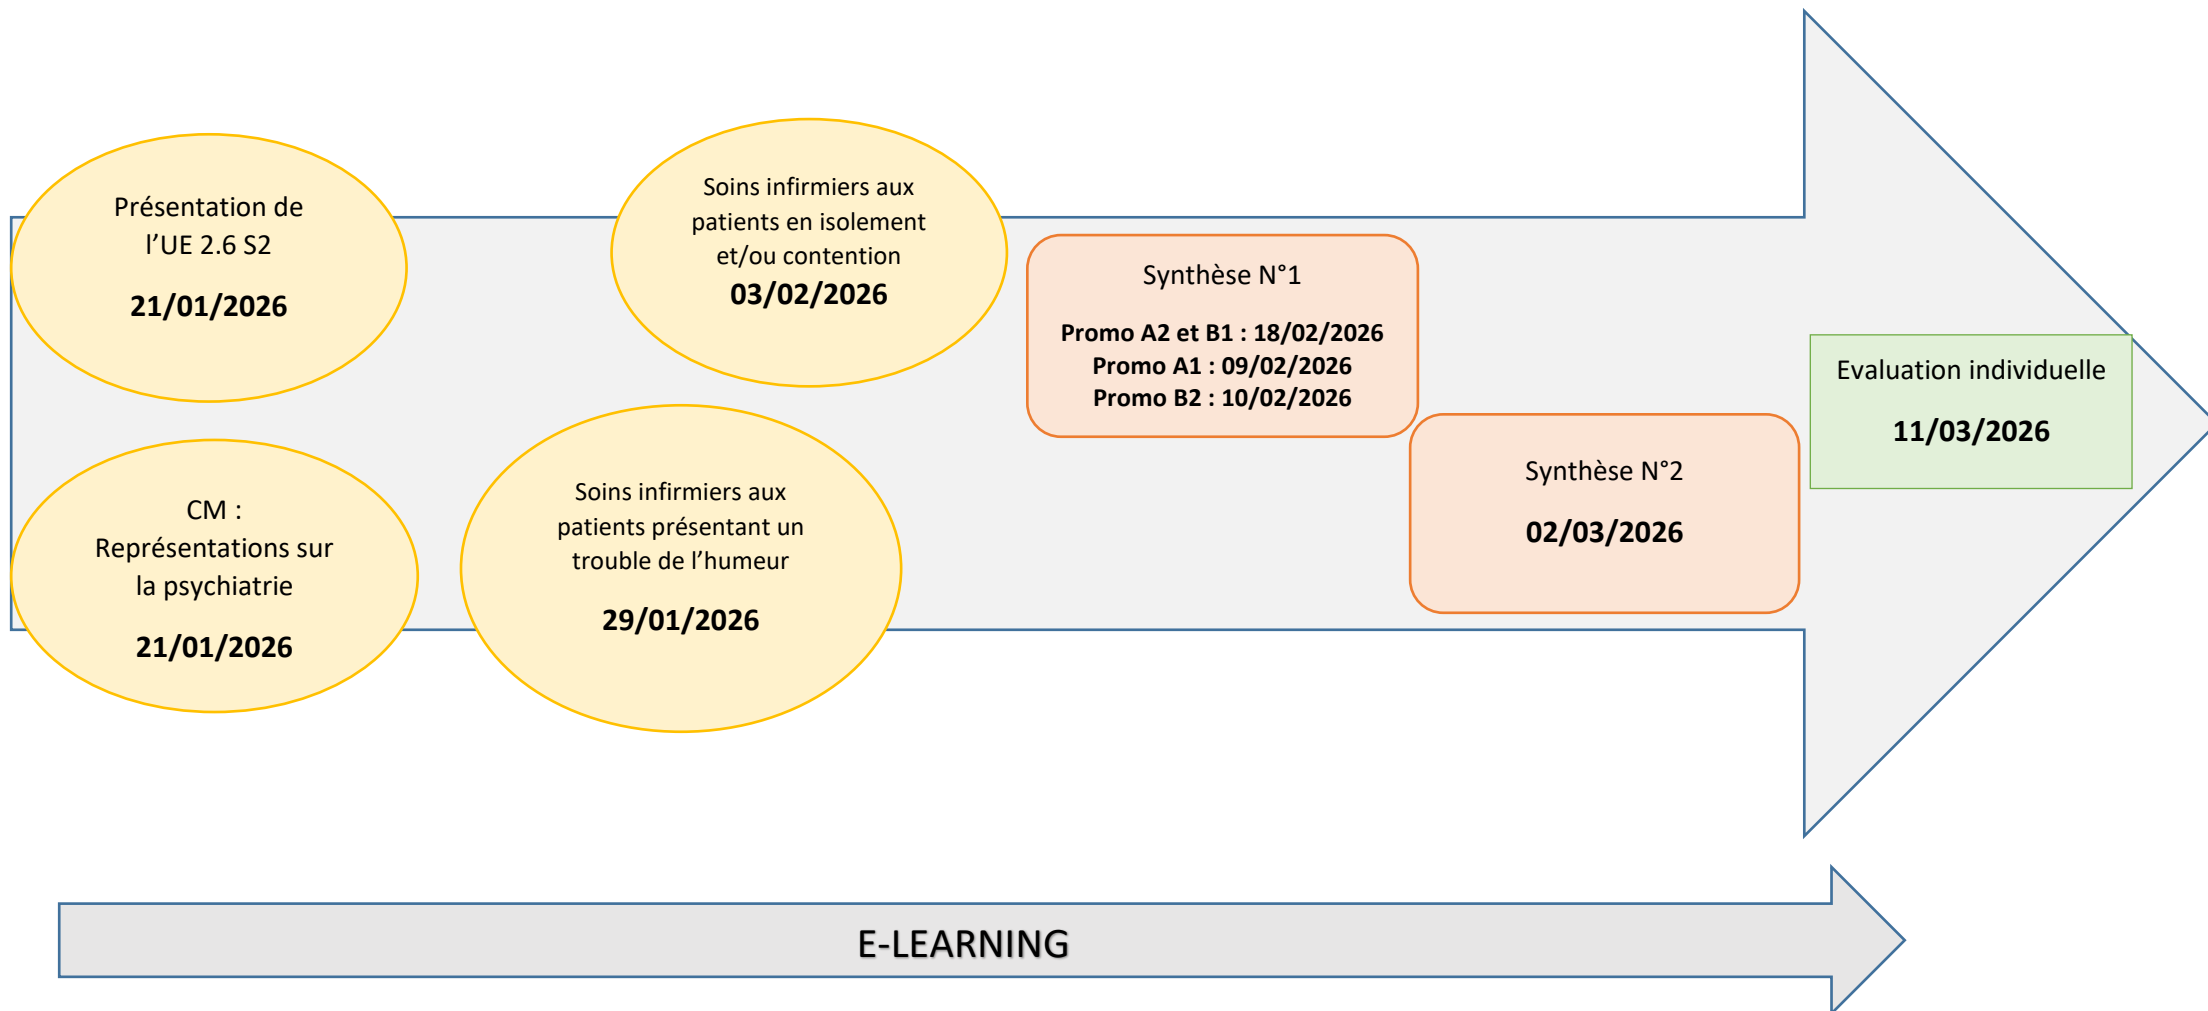 Présentation de
l’UE 2.6 S2
21/01/2026
CM :
Représentations sur
la psychiatrie
21/01/2026
Soins infirmiers aux
patients en isolement
et/ou contention
03/02/2026
Soins infirmiers aux
patients présentant un
trouble de l’humeur
29/01/2026
Synthèse N°1
Promo A2 et B1 : 18/02/2026
Promo A1 : 09/02/2026
Promo B2 : 10/02/2026
Synthèse N°2
02/03/2026
Evaluation individuelle
11/03/2026
E-LEARNING